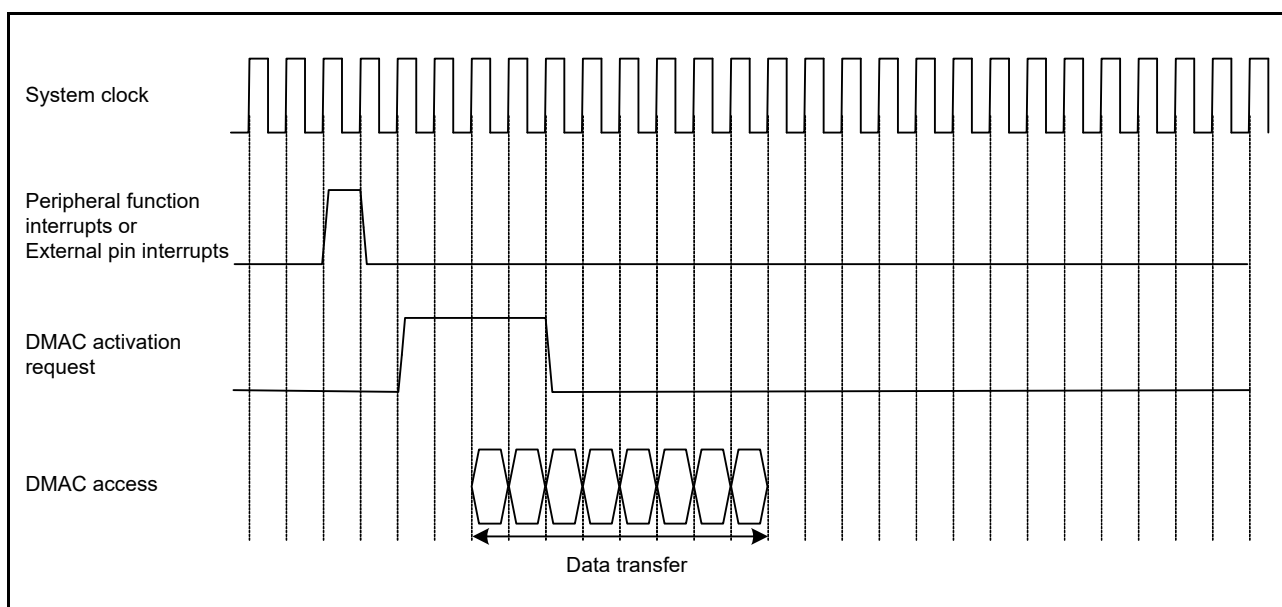 System clock
Peripheral function
interrupts or
External pin interrupts
DMAC activation
request
DMAC access
Data transfer